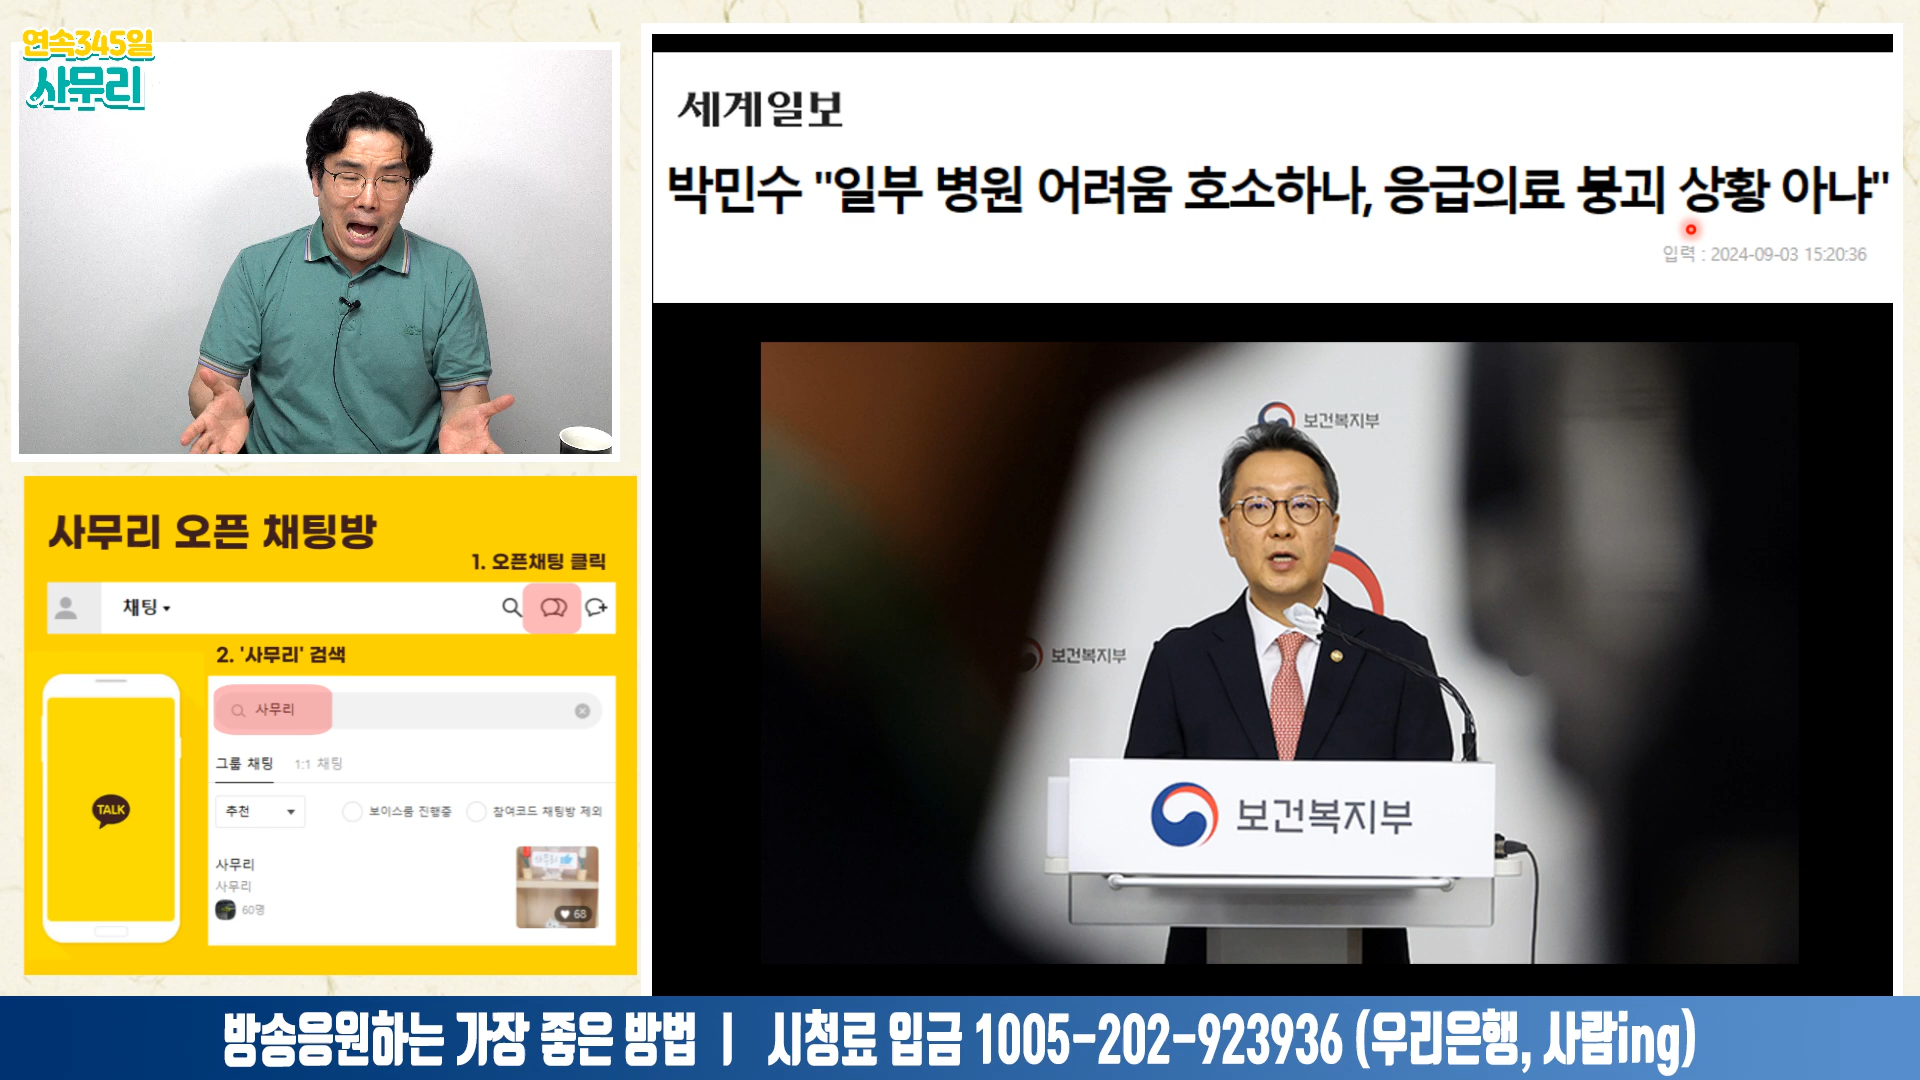 연속345일
사무리
세계일보
박민수 "일부 병원 어려움 호소하나, 응급의료 붕괴 상황 아냐"
입력 : 2024-09-03 15:20:36
보건복지부
보건복지부
보건복지부
사무리 오픈 채팅방
1. 오픈채팅 클릭
채팅
2. '사무리' 검색
사무리
그룹 채팅 1:1 채팅
추천 보이스룸 진행중 참여코드 채팅방 제외
사무리
사무리
60명
사무리
68
TALK
방송응원하는 가장 좋은 방법 ㅣ 시청료 입금 1005-202-923936 (우리은행, 사람ing)